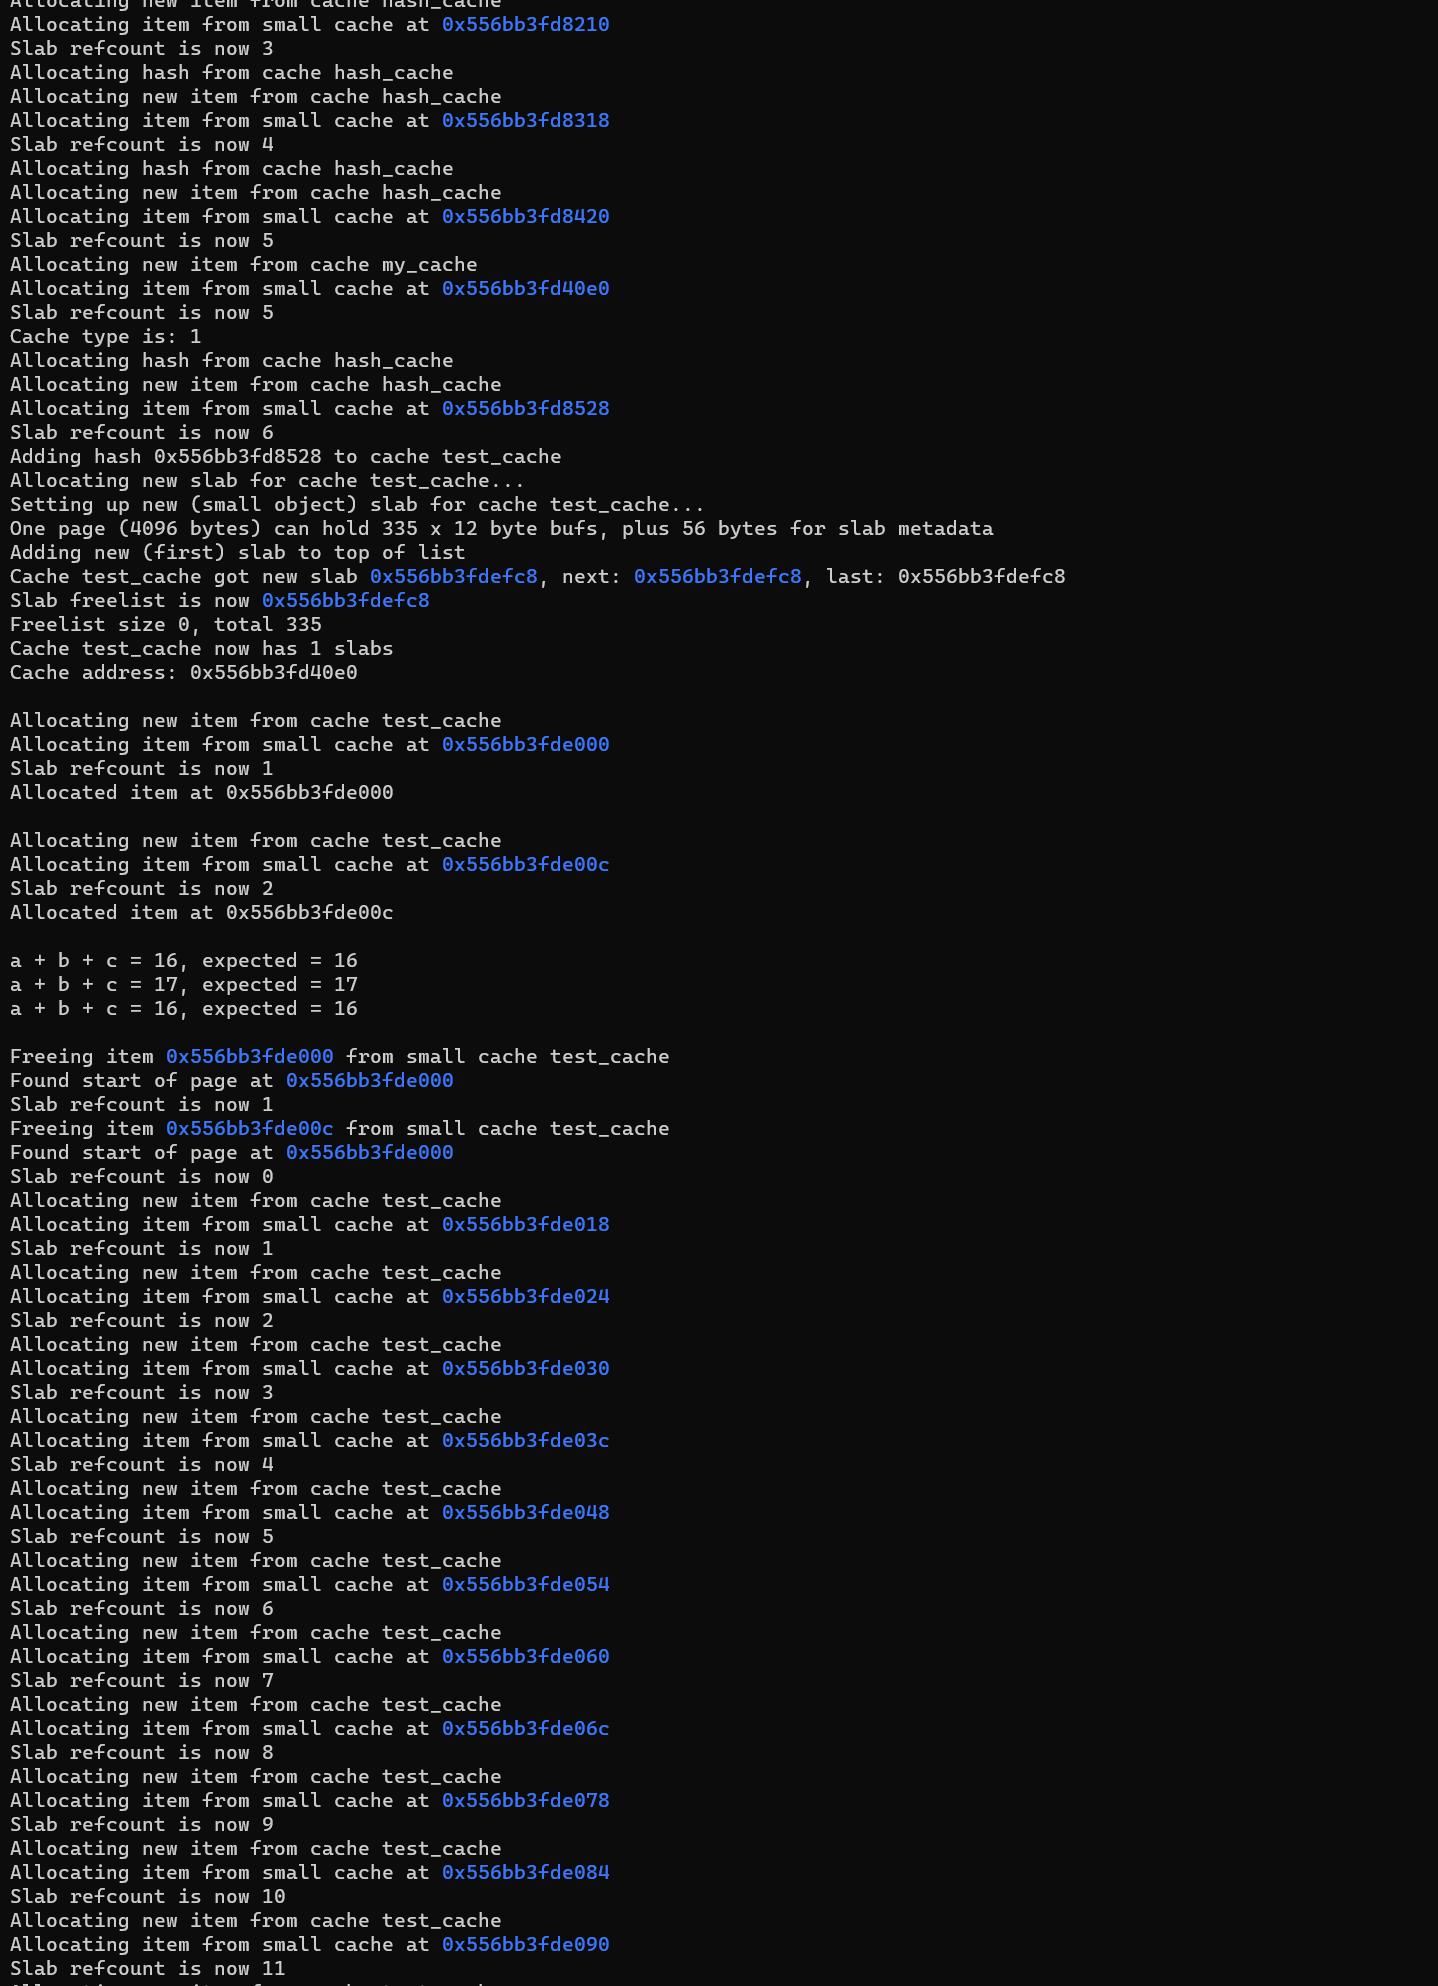 Allocating new item from cache hash_cache
Allocating item from small cache at 0x556bb3fd8210
Slab refcount is now 3
Allocating hash from cache hash_cache
Allocating new item from cache hash_cache
Allocating item from small cache at 0x556bb3fd8318
Slab refcount is now 4
Allocating hash from cache hash_cache
Allocating new item from cache hash_cache
Allocating item from small cache at 0x556bb3fd8420
Slab refcount is now 5
Allocating new item from cache my_cache
Allocating item from small cache at 0x556bb3fd40e0
Slab refcount is now 5
Cache type is: 1
Allocating hash from cache hash_cache
Allocating new item from cache hash_cache
Allocating item from small cache at 0x556bb3fd8528
Slab refcount is now 6
Adding hash 0x556bb3fd8528 to cache test_cache
Allocating new slab for cache test_cache...
Setting up new (small object) slab for cache test_cache...
One page (4096 bytes) can hold 335 x 12 byte bufs, plus 56 bytes for slab metadata
Adding new (first) slab to top of list
Cache test_cache got new slab 0x556bb3fdefc8, next: 0x556bb3fdefc8, last: 0x556bb3fdefc8
Slab freelist is now 0x556bb3fdefc8
Freelist size 0, total 335
Cache test_cache now has 1 slabs
Cache address: 0x556bb3fd40e0
Allocating new item from cache test_cache
Allocating item from small cache at 0x556bb3fde000
Slab refcount is now 1
Allocated item at 0x556bb3fde000
Allocating new item from cache test_cache
Allocating item from small cache at 0x556bb3fde00c
Slab refcount is now 2
Allocated item at 0x556bb3fde00c
a + b + c = 16, expected = 16
a + b + c = 17, expected = 17
a + b + c = 16, expected = 16
Freeing item 0x556bb3fde000 from small cache test_cache
Found start of page at 0x556bb3fde000
Slab refcount is now 1
Freeing item 0x556bb3fde00c from small cache test_cache
Found start of page at 0x556bb3fde000
Slab refcount is now 0
Allocating new item from cache test_cache
Allocating item from small cache at 0x556bb3fde018
Slab refcount is now 1
Allocating new item from cache test_cache
Allocating item from small cache at 0x556bb3fde024
Slab refcount is now 2
Allocating new item from cache test_cache
Allocating item from small cache at 0x556bb3fde030
Slab refcount is now 3
Allocating new item from cache test_cache
Allocating item from small cache at 0x556bb3fde03c
Slab refcount is now 4
Allocating new item from cache test_cache
Allocating item from small cache at 0x556bb3fde048
Slab refcount is now 5
Allocating new item from cache test_cache
Allocating item from small cache at 0x556bb3fde054
Slab refcount is now 6
Allocating new item from cache test_cache
Allocating item from small cache at 0x556bb3fde060
Slab refcount is now 7
Allocating new item from cache test_cache
Allocating item from small cache at 0x556bb3fde06c
Slab refcount is now 8
Allocating new item from cache test_cache
Allocating item from small cache at 0x556bb3fde078
Slab refcount is now 9
Allocating new item from cache test_cache
Allocating item from small cache at 0x556bb3fde084
Slab refcount is now 10
Allocating new item from cache test_cache
Allocating item from small cache at 0x556bb3fde090
Slab refcount is now 11